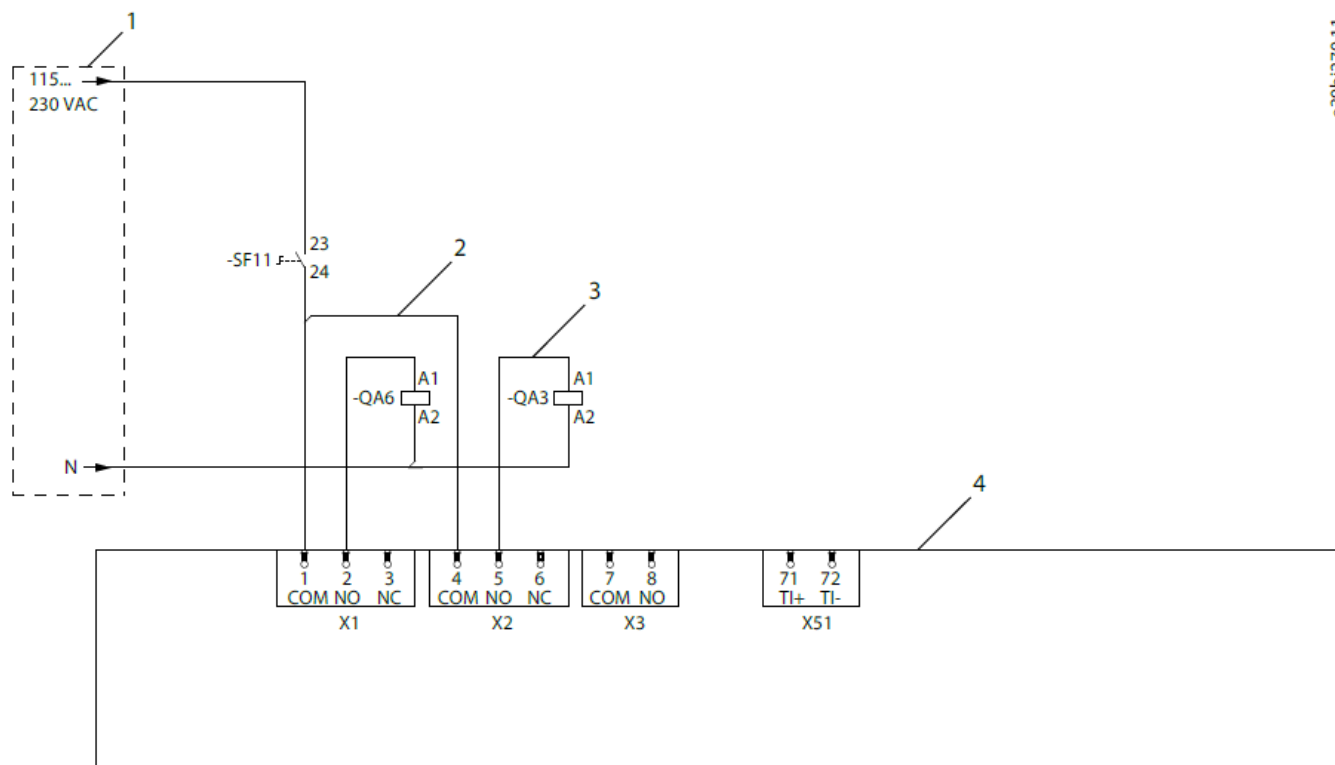 1
115...
230 VAC
23
-SF11
24
2
3
A1
-QA6
A2
A1
-QA3
A2
N
4
1 2 3 4 5 6 7 8 71 72
COM NO NC COM NO NC COM NO TI+ TI-
X1 X2 X3 X51